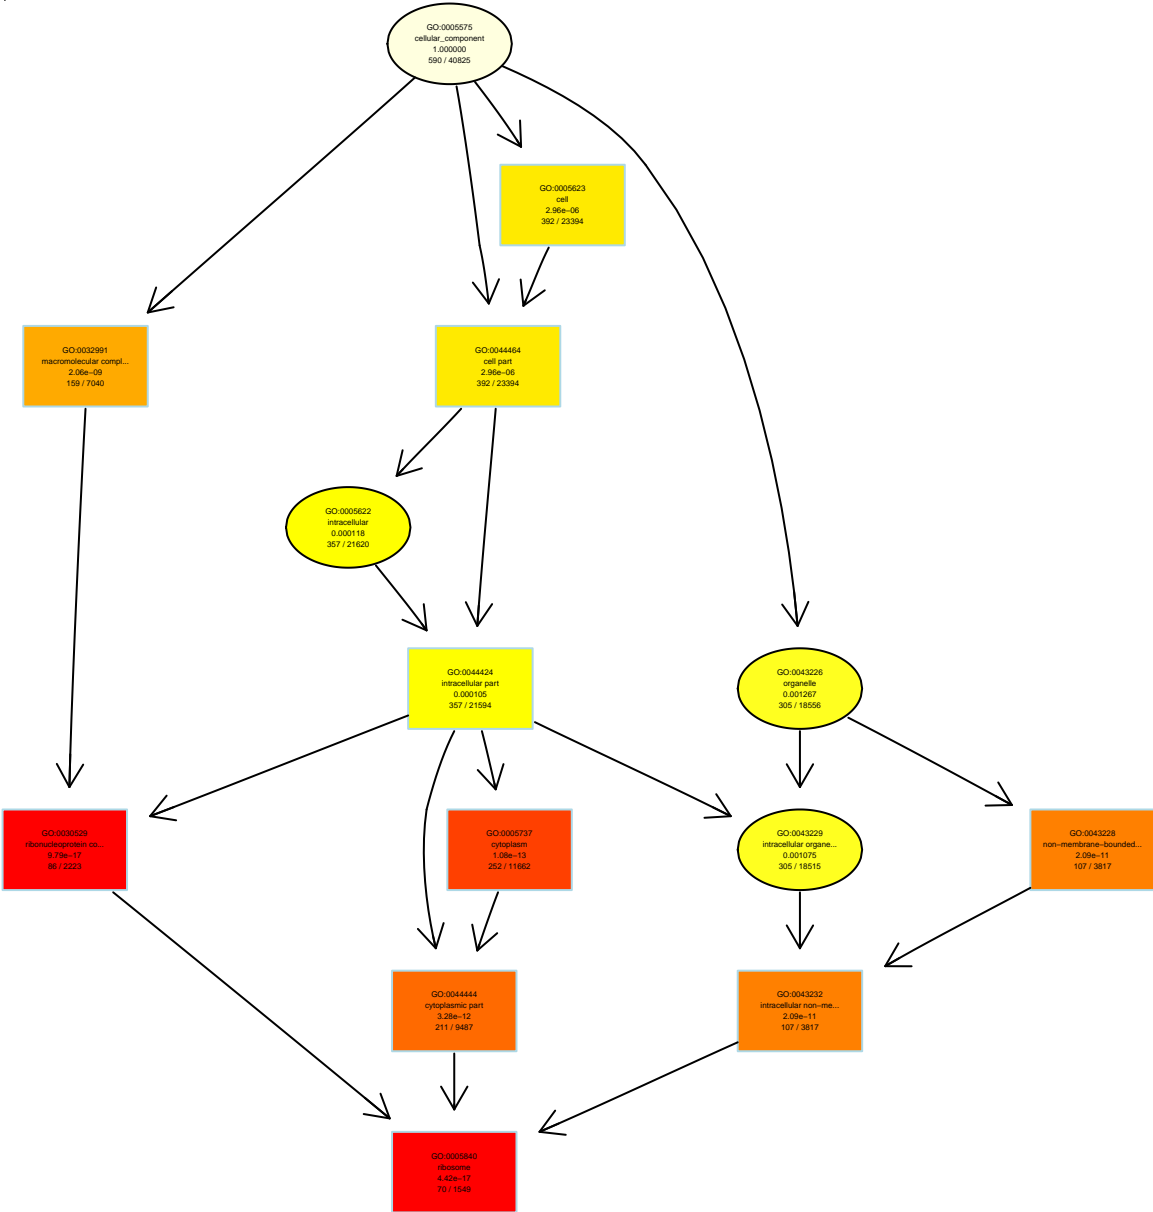 GO:0005575
cellular_component
1.000000
590 / 40825
GO:0005623
cell
2.96e−06
392 / 23394
GO:0032991
macromolecular compl...
2.06e−09
159 / 7040
GO:0044464
cell part
2.96e−06
392 / 23394
GO:0005622
intracellular
0.000118
357 / 21620
GO:0044424
intracellular part
0.000105
357 / 21594
GO:0043226
organelle
0.001267
305 / 18556
GO:0030529
ribonucleoprotein co...
9.79e−17
86 / 2223
GO:0005737
cytoplasm
1.08e−13
252 / 11662
GO:0043229
intracellular organe...
0.001075
305 / 18515
GO:0043228
non−membrane−bounded...
2.09e−11
107 / 3817
GO:0044444
cytoplasmic part
3.28e−12
211 / 9487
GO:0043232
intracellular non−me...
2.09e−11
107 / 3817
GO:0005840
ribosome
4.42e−17
70 / 1546